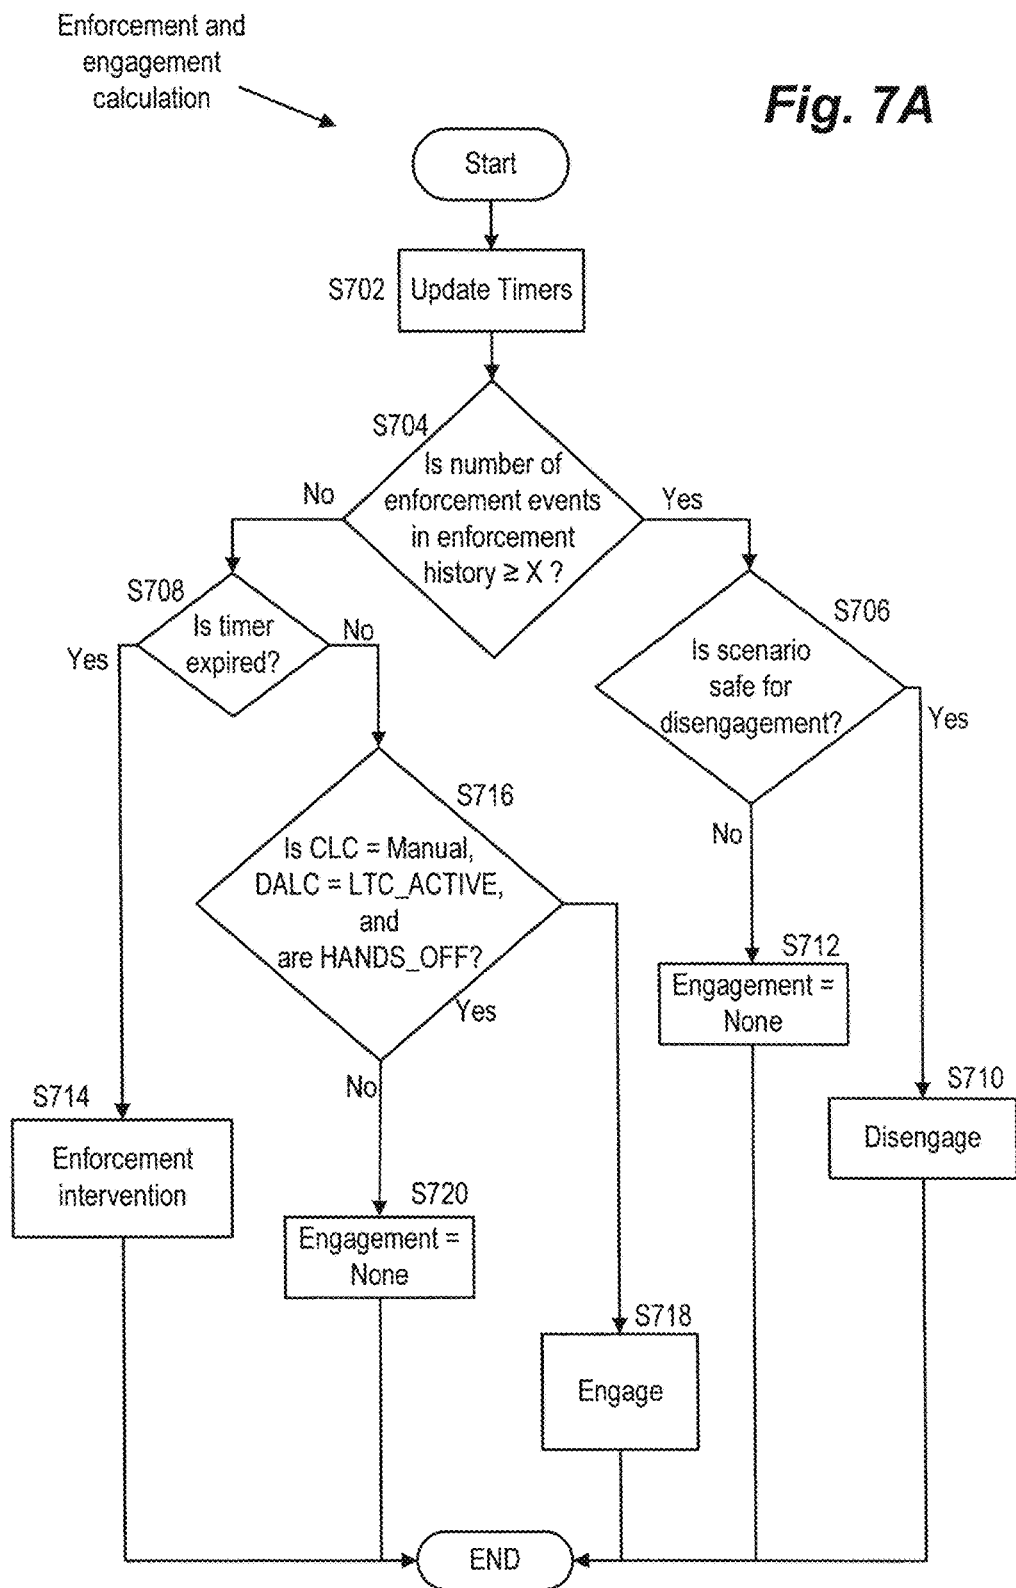 Enforcement and
engagement
calculation
Fig. 7A
Start
S702
Update Timers
S704
Is number of
enforcement events
in enforcement
history ≥ X ?
No
Yes
S708
Is timer
expired?
Yes
No
S706
Is scenario
safe for
disengagement?
Yes
No
S716
Is CLC = Manual,
DALC = LTC_ACTIVE,
and
are HANDS_OFF?
Yes
No
S712
Engagement =
None
S710
Disengage
S714
Enforcement
intervention
S720
Engagement =
None
S718
Engage
END